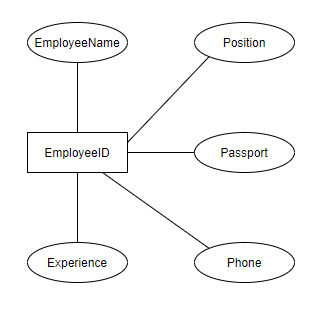 EmployeeName
Position
EmployeeID
Passport
Experience
Phone